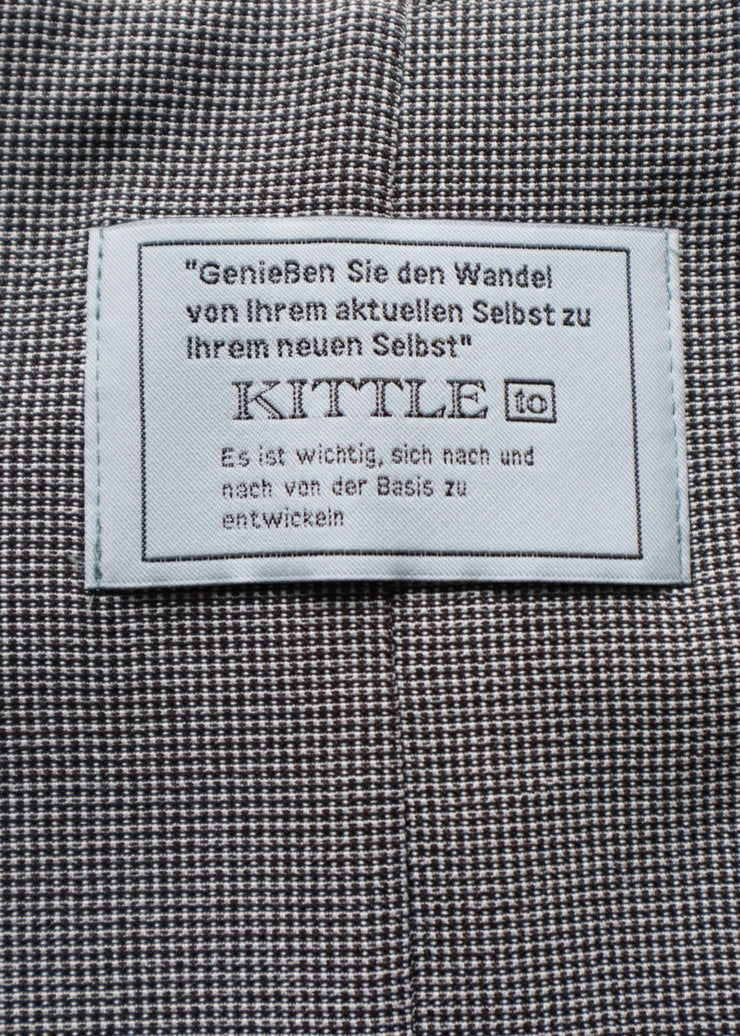 "Genießen Sie den Wandel
von Ihrem aktuellen Selbst zu
Ihrem neuen Selbst"
KITTLE to
Es ist wichtig, sich nach und
nach von der Basis zu
entwickeln